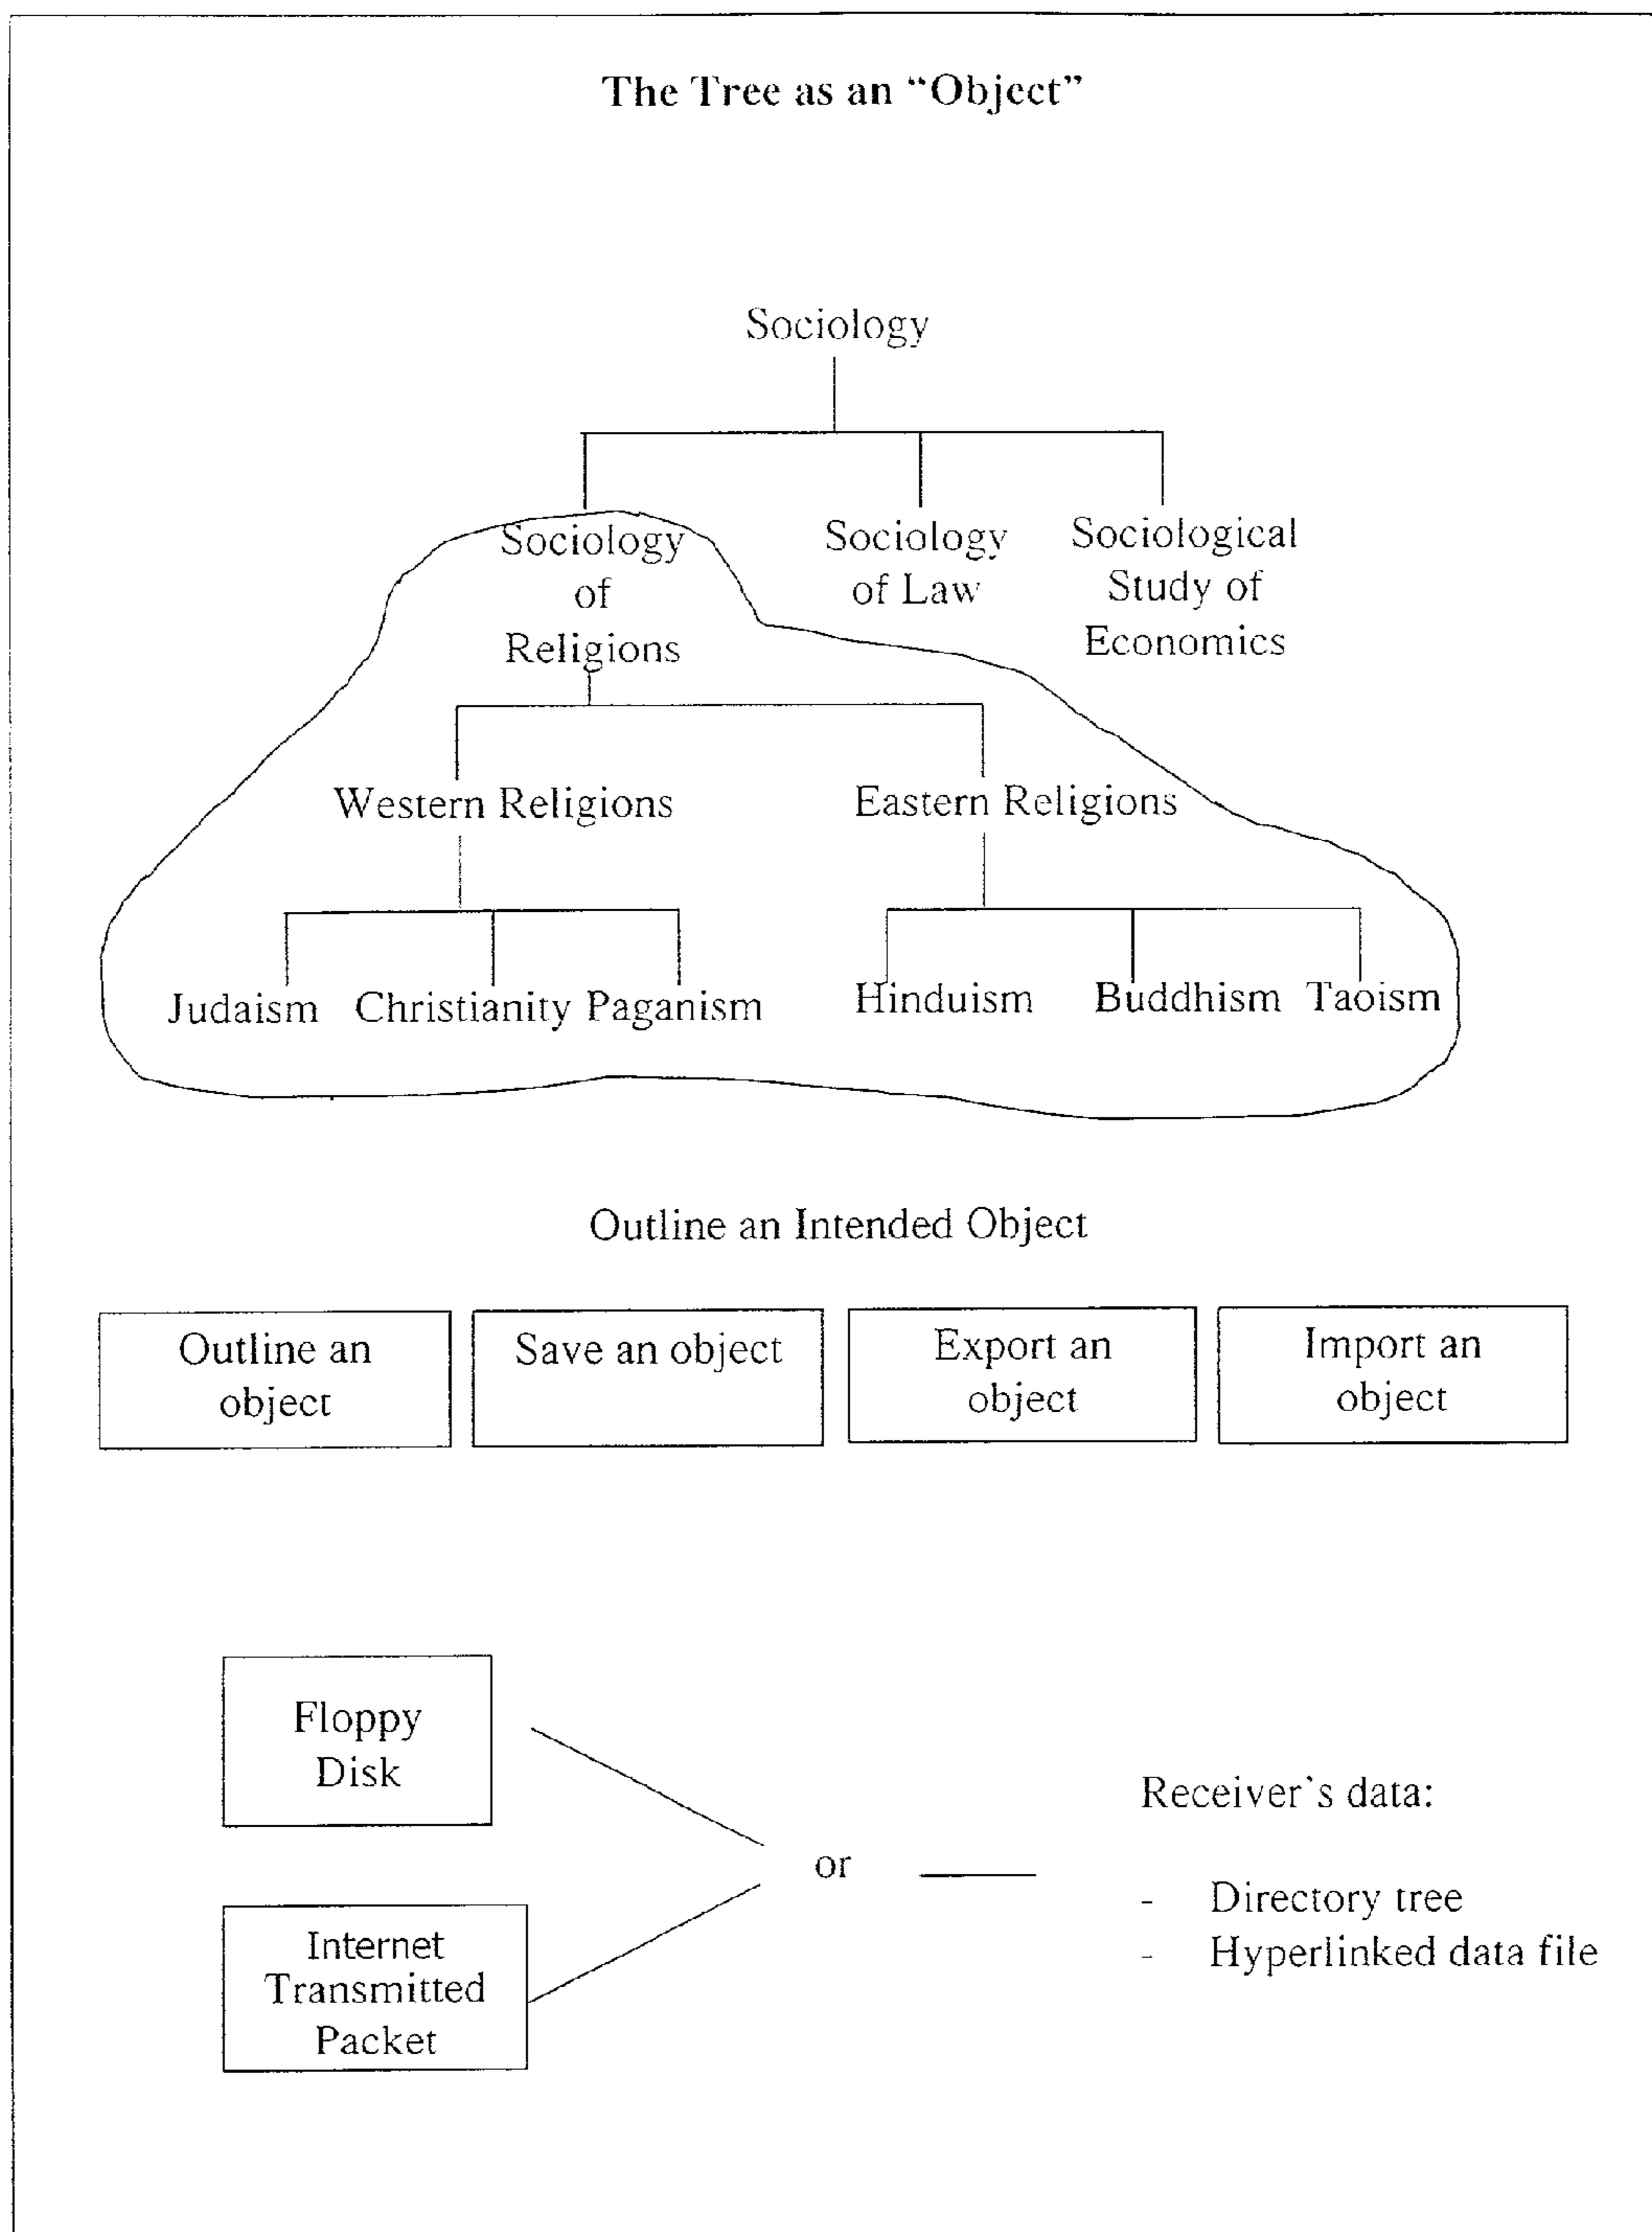 The Tree as an “Object”
Sociology
Sociology
of
Religions
Sociology
of Law
Sociological
Study of
Economics
Western Religions
Eastern Religions
Judaism
Christianity
Paganism
Hinduism
Buddhism
Taoism
Outline an Intended Object
Outline an
object
Save an object
Export an
object
Import an
object
Floppy
Disk
Internet
Transmitted
Packet
or
Receiver's data:
- Directory tree
- Hyperlinked data file